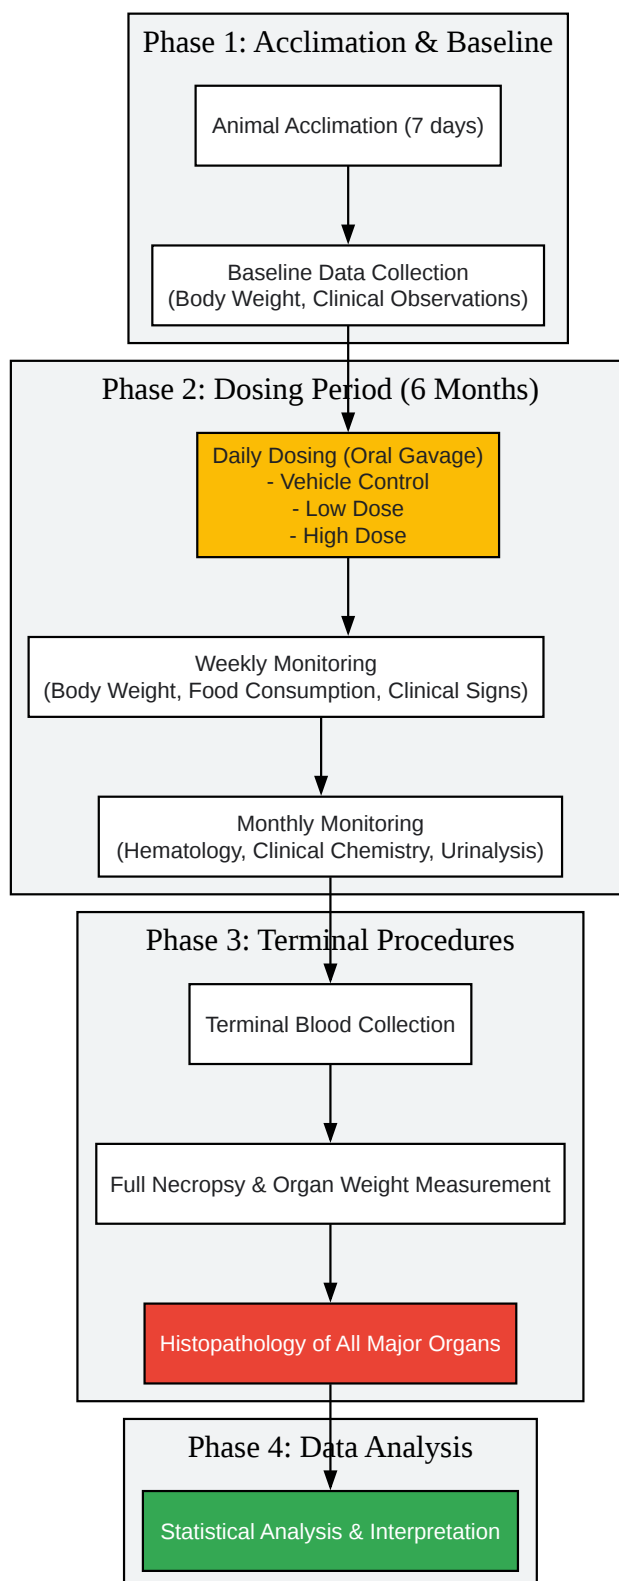 Phase 1: Acclimation & Baseline
Animal Acclimation (7 days)
Baseline Data Collection
(Body Weight, Clinical Observations)
Phase 2: Dosing Period (6 Months)
Daily Dosing (Oral Gavage)
- Vehicle Control
- Low Dose
- High Dose
Weekly Monitoring
(Body Weight, Food Consumption, Clinical Signs)
Monthly Monitoring
(Hematology, Clinical Chemistry, Urinalysis)
Phase 3: Terminal Procedures
Terminal Blood Collection
Full Necropsy & Organ Weight Measurement
Histopathology of All Major Organs
Phase 4: Data Analysis
Statistical Analysis & Interpretation